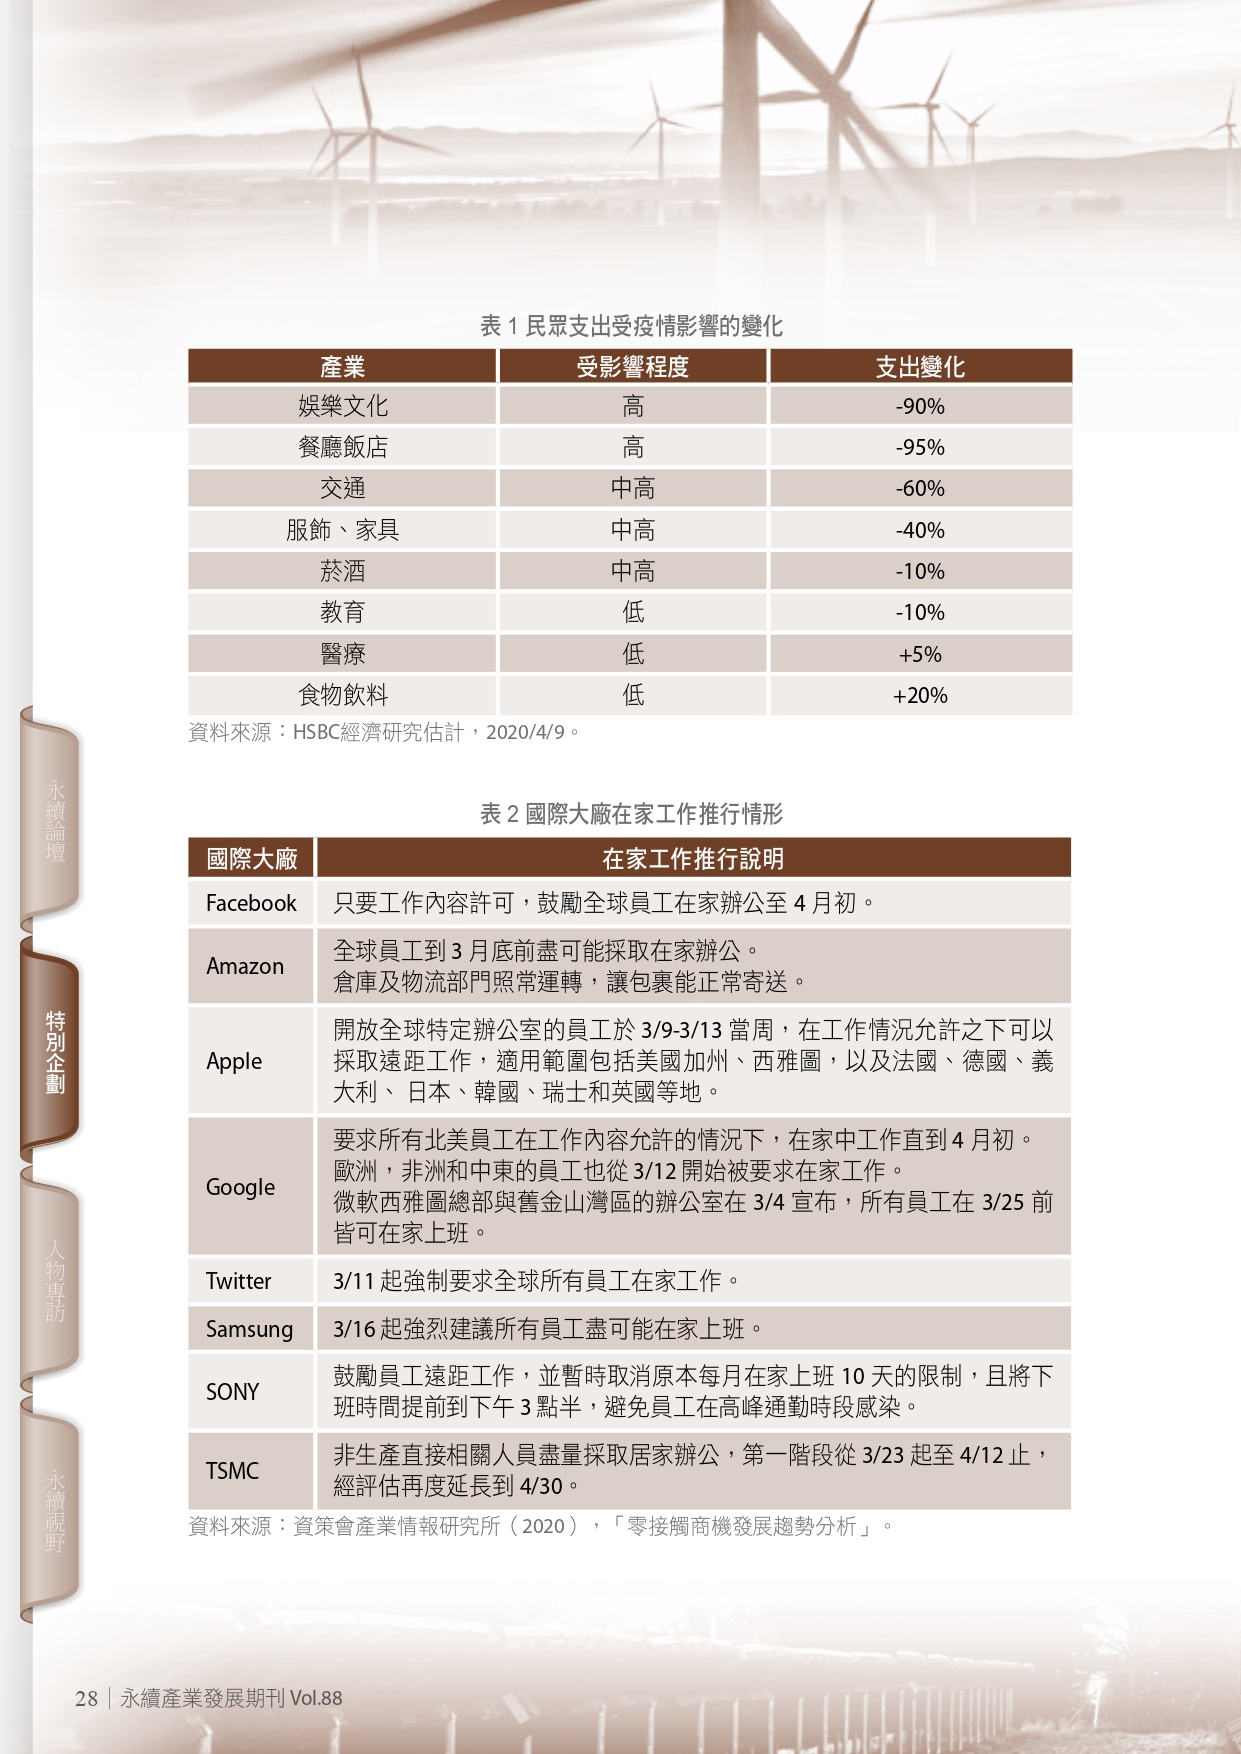 表 1 民眾支出受疫情影響的變化
產業 受影響程度 支出變化
娛樂文化 高 -90%
餐廳飯店 高 -95%
交通 中高 -60%
服飾、家具 中高 -40%
菸酒 中高 -10%
教育 低 -10%
醫療 低 +5%
食物飲料 低 +20%
資料來源：HSBC經濟研究估計，2020/4/9。
表 2 國際大廠在家工作推行情形
國際大廠 在家工作推行說明
Facebook 只要工作內容許可，鼓勵全球員工在家辦公至 4 月初。
Amazon
全球員工到 3 月底前盡可能採取在家辦公。
倉庫及物流部門照常運轉，讓包裹能正常寄送。
Apple
開放全球特定辦公室的員工於 3/9-3/13 當周，在工作情況允許之下可以
採取遠距工作，適用範圍包括美國加州、西雅圖，以及法國、德國、義
大利、 日本、韓國、瑞士和英國等地。
Google
要求所有北美員工在工作內容允許的情況下，在家中工作直到 4 月初。
歐洲，非洲和中東的員工也從 3/12 開始被要求在家工作。
微軟西雅圖總部與舊金山灣區的辦公室在 3/4 宣布，所有員工在 3/25 前
皆可在家上班。
Twitter 3/11 起強制要求全球所有員工在家工作。
Samsung 3/16 起強烈建議所有員工盡可能在家上班。
SONY
鼓勵員工遠距工作，並暫時取消原本每月在家上班 10 天的限制，且將下
班時間提前到下午 3 點半，避免員工在高峰通勤時段感染。
TSMC
非生產直接相關人員盡量採取居家辦公，第一階段從 3/23 起至 4/12 止，
經評估再度延長到 4/30。
資料來源：資策會產業情報研究所（2020），「零接觸商機發展趨勢分析」。
永續論壇
特別企劃
人物專訪
永續視野
28 永續產業發展期刊 Vol.88